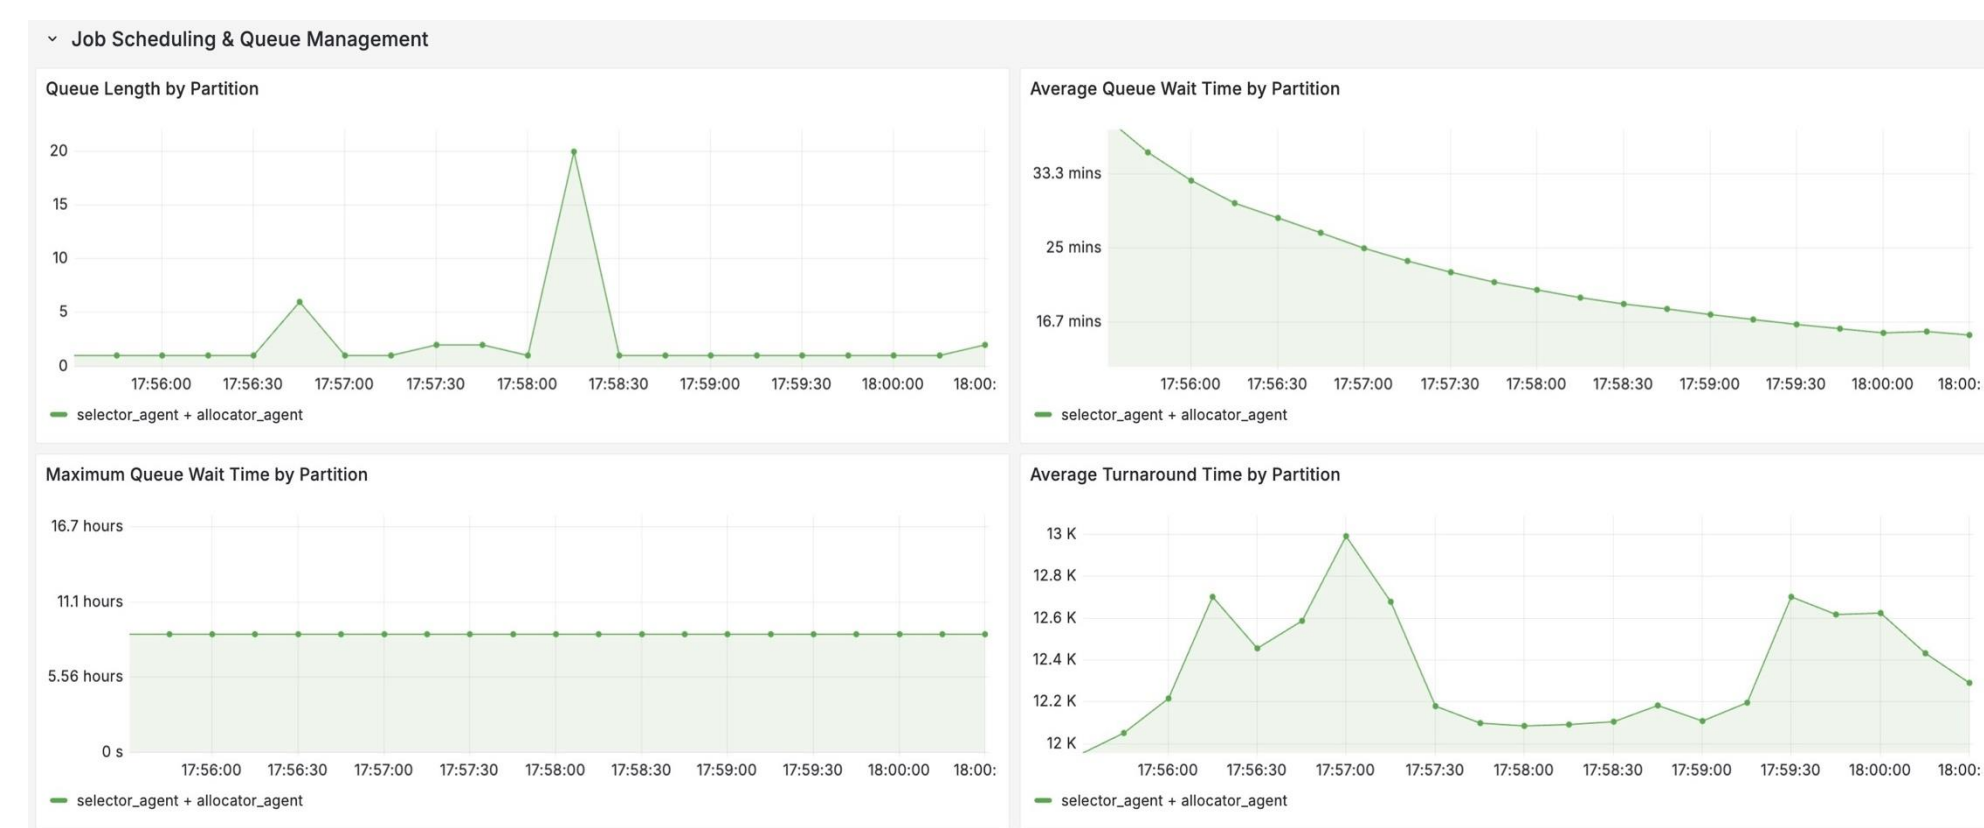 Job Scheduling & Queue Management
Queue Length by Partition
20
15
10
5
0
17:56:00 17:56:30 17:57:00 17:57:30 17:58:00 17:58:30 17:59:00 17:59:30 18:00:00 18:00:
selector_agent + allocator_agent
Average Queue Wait Time by Partition
33.3 mins
25 mins
16.7 mins
17:56:00 17:56:30 17:57:00 17:57:30 17:58:00 17:58:30 17:59:00 17:59:30 18:00:00 18:00:
selector_agent + allocator_agent
Maximum Queue Wait Time by Partition
16.7 hours
11.1 hours
5.56 hours
0 s
17:56:00 17:56:30 17:57:00 17:57:30 17:58:00 17:58:30 17:59:00 17:59:30 18:00:00 18:00:
selector_agent + allocator_agent
Average Turnaround Time by Partition
13 K
12.8 K
12.6 K
12.4 K
12.2 K
12 K
17:56:00 17:56:30 17:57:00 17:57:30 17:58:00 17:58:30 17:59:00 17:59:30 18:00:00 18:00:
selector_agent + allocator_agent